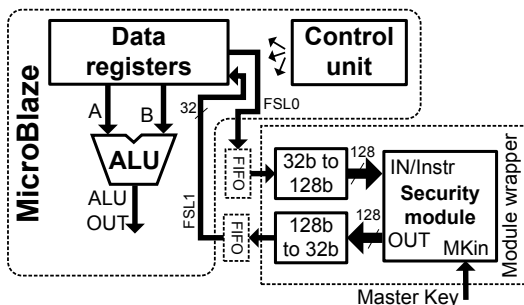 MicroBlaze
Data
registers
Control
unit
A
B
32
FSL0
ALU
ALU
OUT
FSL1
FIFO
32b to
128b
128
IN/Instr
Security
module
OUT
MKin
FIFO
128b
to 32b
128
Module wrapper
Master Key